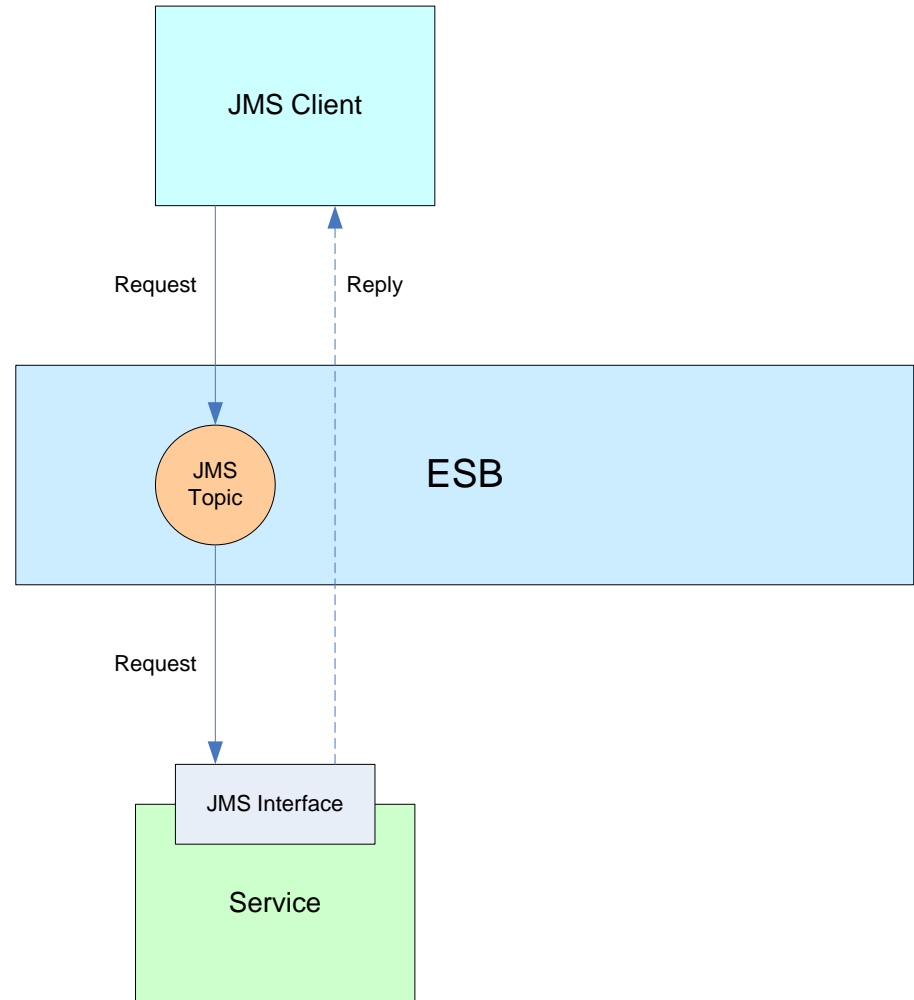 JMS Client
Request
Reply
JMS
Topic
ESB
Request
JMS Interface
Service